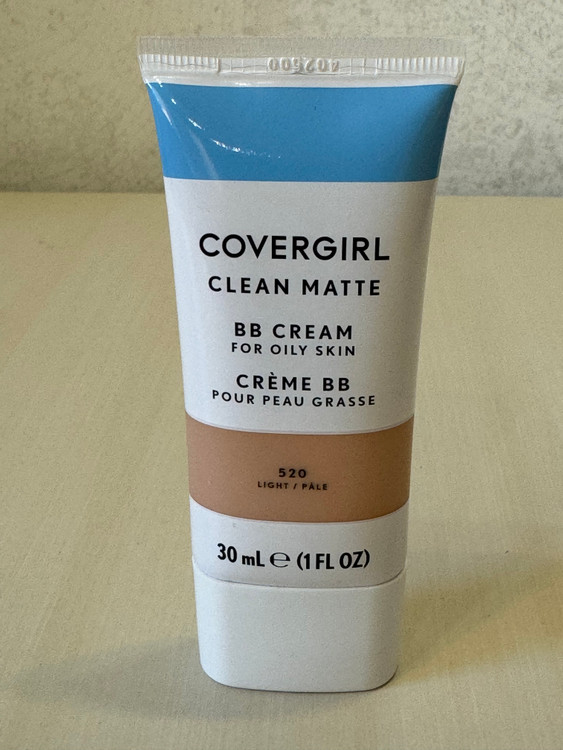 402500
COVERGIRL
CLEAN MATTE
BB CREAM
FOR OILY SKIN
CRÈME BB
POUR PEAU GRASSE
520
LIGHT / PÂLE
30 mL ℮ (1 FL OZ)